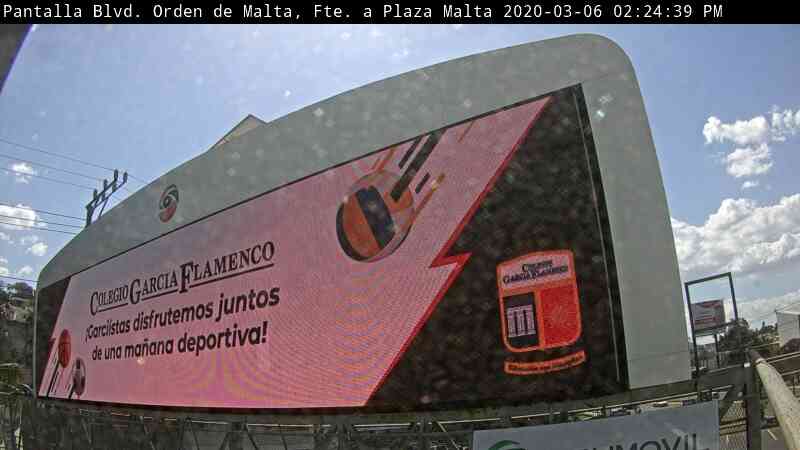 Pantalla Blvd. Orden de Malta, Fte. a Plaza Malta 2020-03-06 02:24:39 PM
COLEGIO GARCIA FLAMENCO
¡Garciistas disfrutemos juntos
de una mañana deportiva!
COLEGIO
GARCIA FLAMENCO